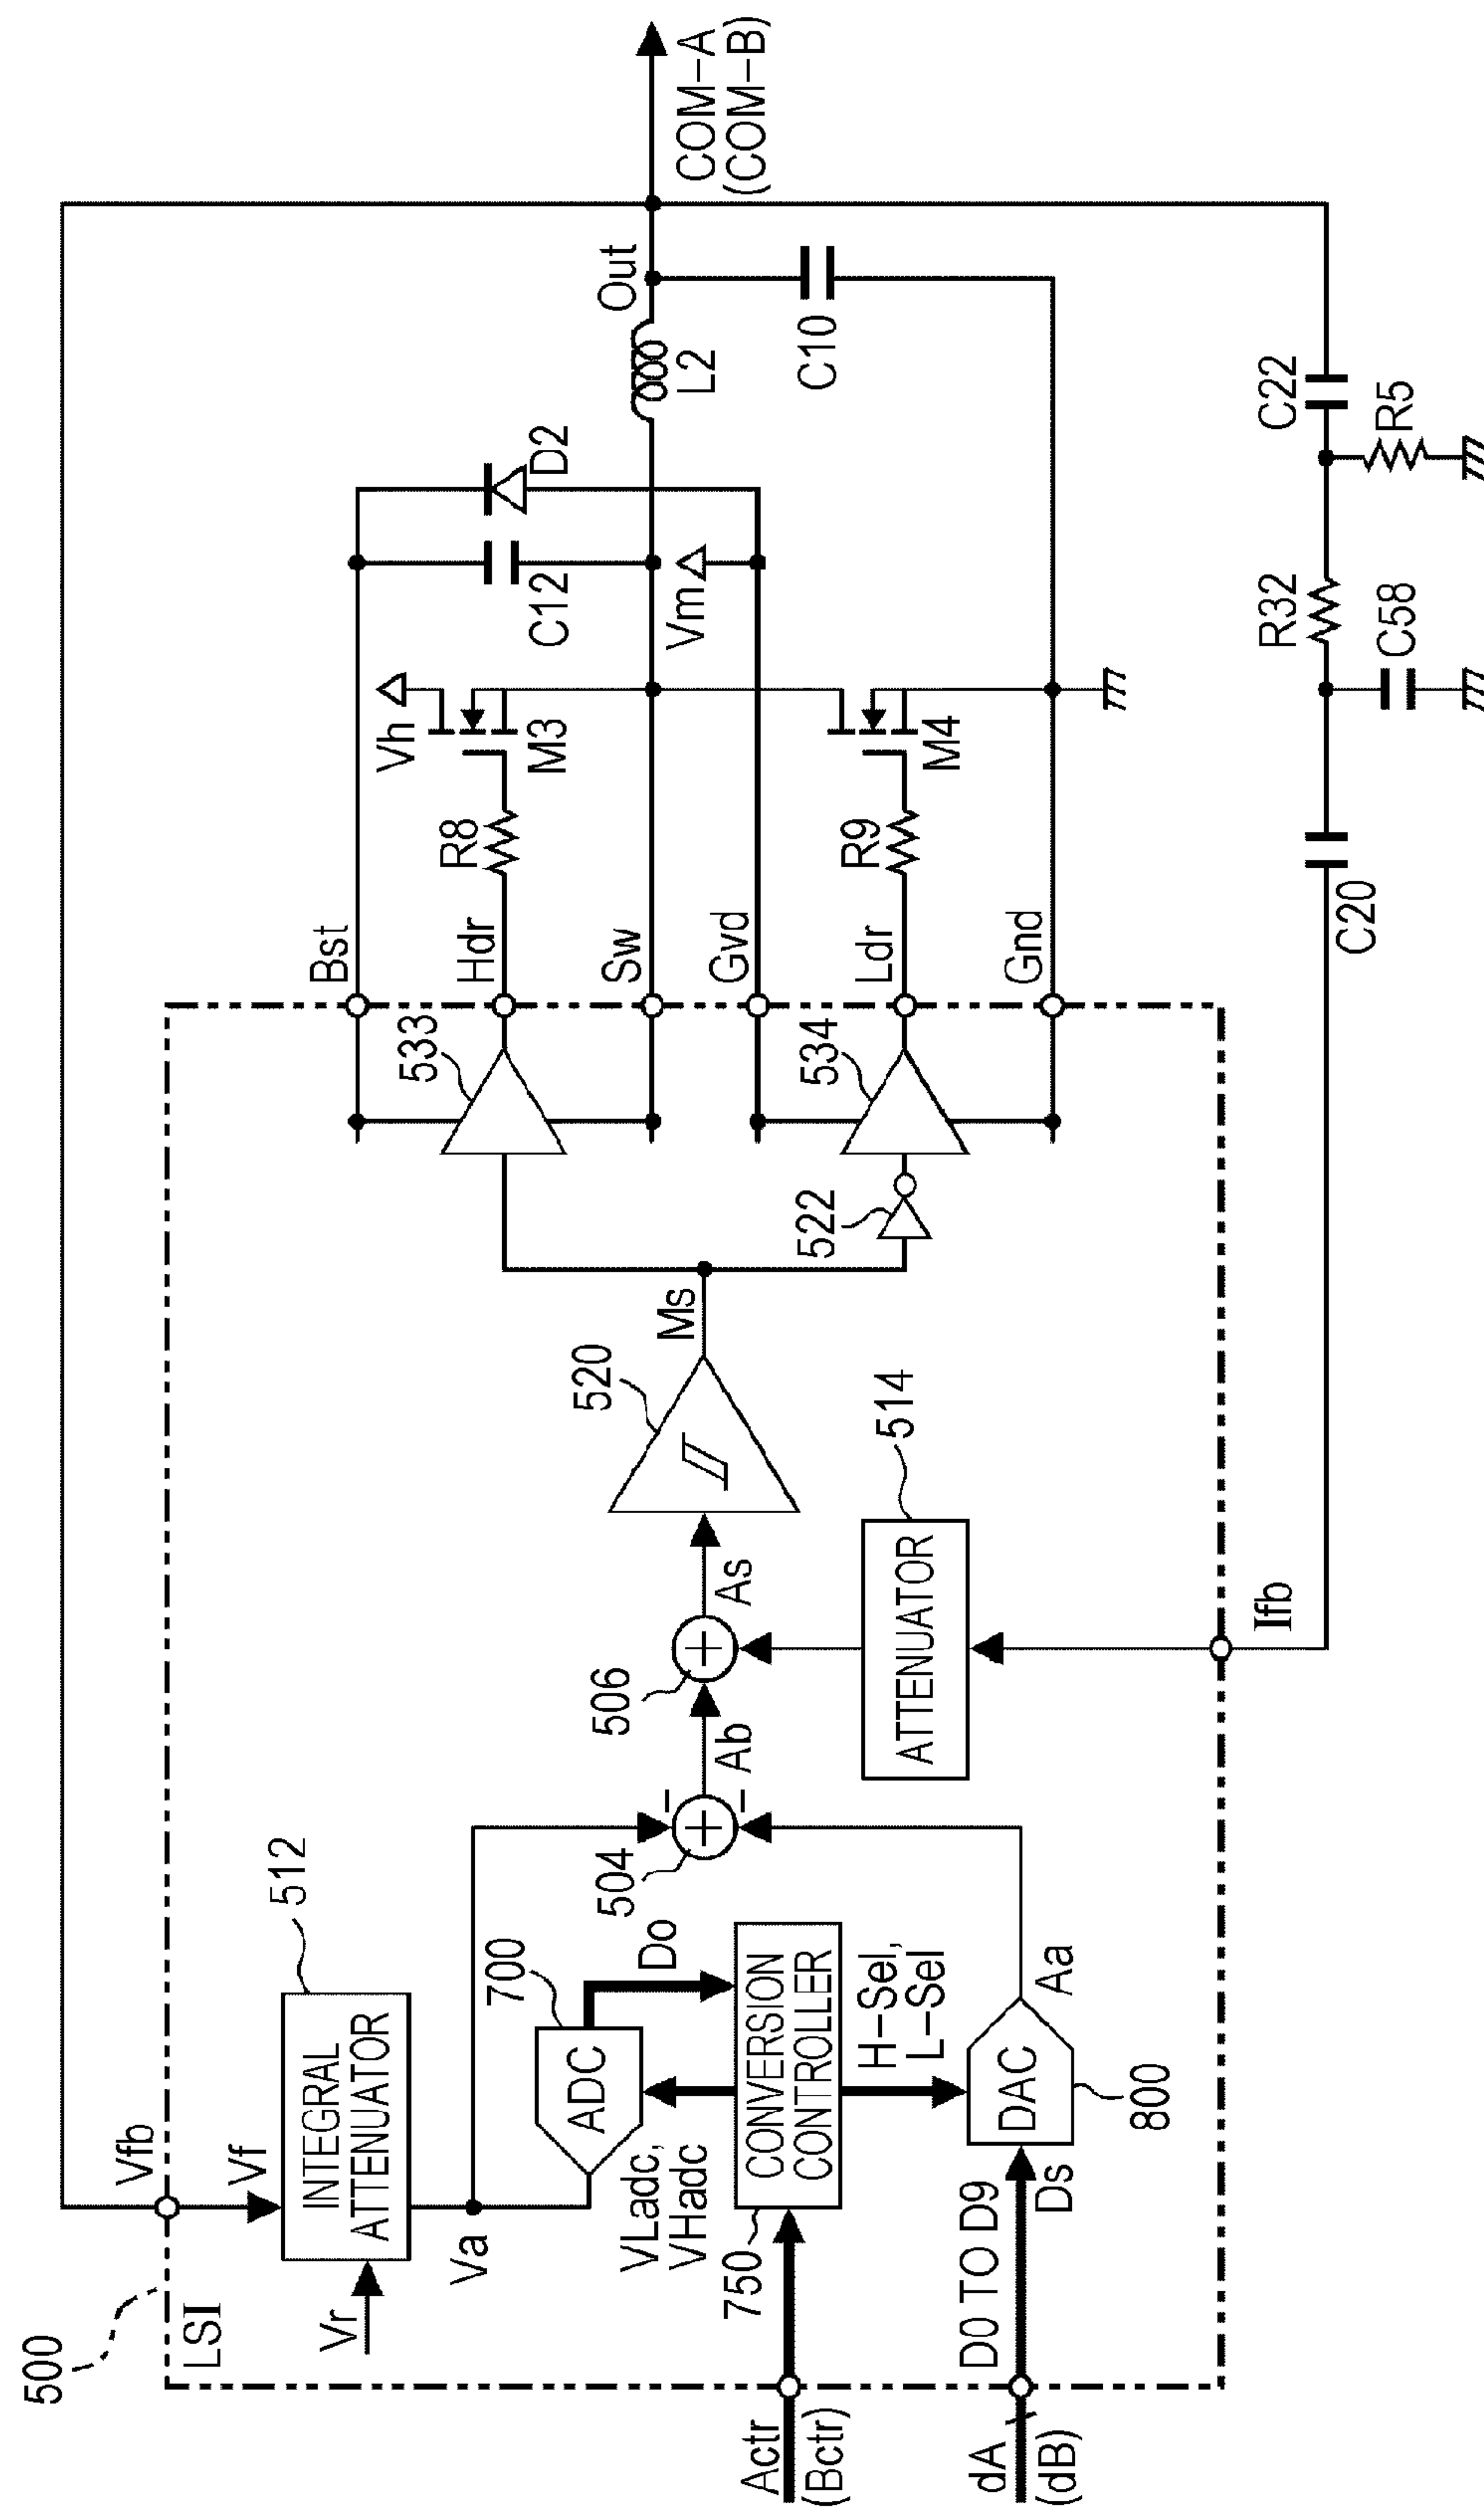 500
LSI
Vfb
Vf
Vr
INTEGRAL
ATTENUATOR
512
Va
700
ADC
Do
VLadc,
VHadc
750
CONVERSION
CONTROLLER
H-Sel,
L-Sel
Actr
(Bctr)
dA
(dB)
D0 TO D9
Ds
DAC
800
Aa
504
Ab
506
As
ATTENUATOR
514
Ifb
520
Ms
522
533
534
Bst
Hdr
Sw
Gvd
Ldr
Gnd
R8
R9
Vh
M3
M4
Vm
C12
D2
L2
Out
C10
COM-A
(COM-B)
C20
C58
R32
R5
C22